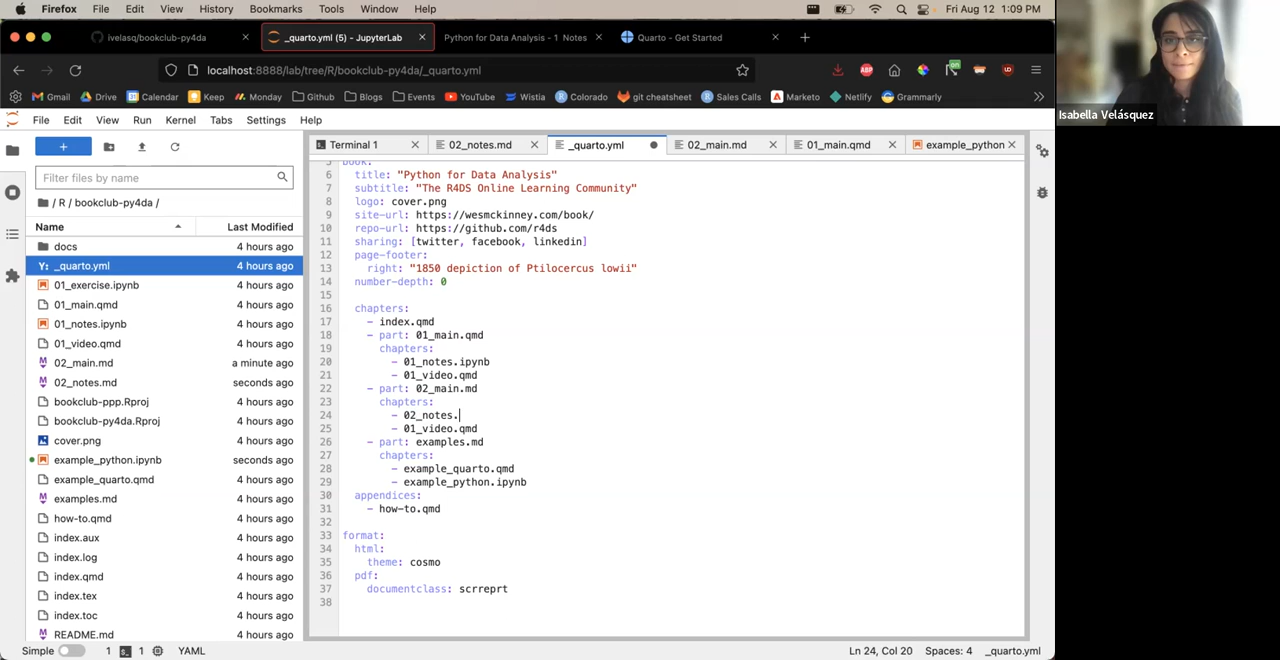 Firefox File Edit View History Bookmarks Tools Window Help Fri Aug 12 1:09 PM
ivelasq/bookclub-py4da _quarto.yml (5) - JupyterLab Python for Data Analysis - 1 Notes Quarto - Get Started
localhost:8888/lab/tree/R/bookclub-py4da/_quarto.yml ABP on
Gmail Drive Calendar Keep Monday Github Blogs Events YouTube Wistia Colorado git cheatsheet Sales Calls Marketo Netlify Grammarly
Isabella Velásquez
File Edit View Run Kernel Tabs Settings Help
Terminal 1 02_notes.md _quarto.yml 02_main.md 01_main.qmd example_python
Filter files by name
/ R / bookclub-py4da /
Name Last Modified
docs 4 hours ago
Y: _quarto.yml 4 hours ago
01_exercise.ipynb 4 hours ago
01_main.qmd 4 hours ago
01_notes.ipynb 4 hours ago
01_video.qmd 4 hours ago
02_main.md a minute ago
02_notes.md seconds ago
bookclub-ppp.Rproj 4 hours ago
bookclub-py4da.Rproj 4 hours ago
cover.png 4 hours ago
example_python.ipynb seconds ago
example_quarto.qmd 4 hours ago
examples.md 4 hours ago
how-to.qmd 4 hours ago
index.aux 4 hours ago
index.log 4 hours ago
index.qmd 4 hours ago
index.tex 4 hours ago
index.toc 4 hours ago
README.md 4 hours ago
5 book:
6 title: "Python for Data Analysis"
7 subtitle: "The R4DS Online Learning Community"
8 logo: cover.png
9 site-url: https://wesmckinney.com/book/
10 repo-url: https://github.com/r4ds
11 sharing: [twitter, facebook, linkedin]
12 page-footer:
13 right: "1850 depiction of Ptilocercus lowii"
14 number-depth: 0
15
16 chapters:
17 - index.qmd
18 - part: 01_main.qmd
19 chapters:
20 - 01_notes.ipynb
21 - 01_video.qmd
22 - part: 02_main.md
23 chapters:
24 - 02_notes.
25 - 01_video.qmd
26 - part: examples.md
27 chapters:
28 - example_quarto.qmd
29 - example_python.ipynb
30 appendices:
31 - how-to.qmd
32
33 format:
34 html:
35 theme: cosmo
36 pdf:
37 documentclass: scrreprt
38
Simple 1 1 YAML Ln 24, Col 20 Spaces: 4 _quarto.yml